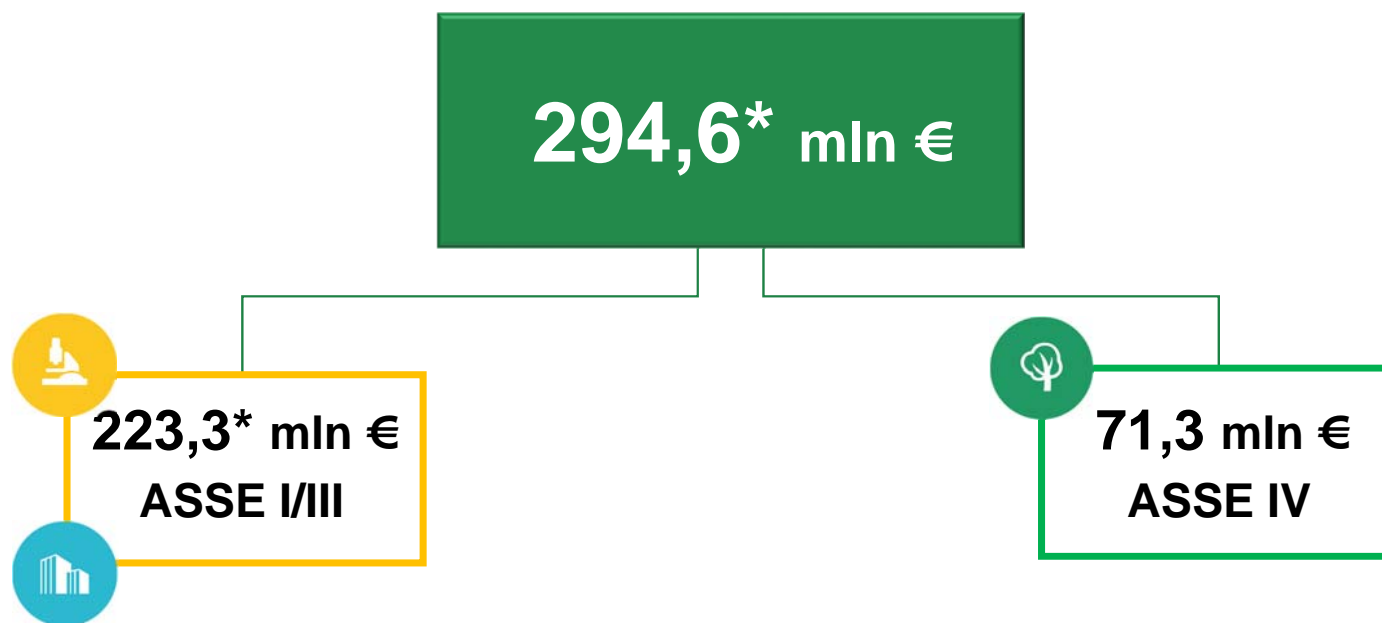 294,6* mln €
223,3* mln €
ASSE I/III
71,3 mln €
ASSE IV